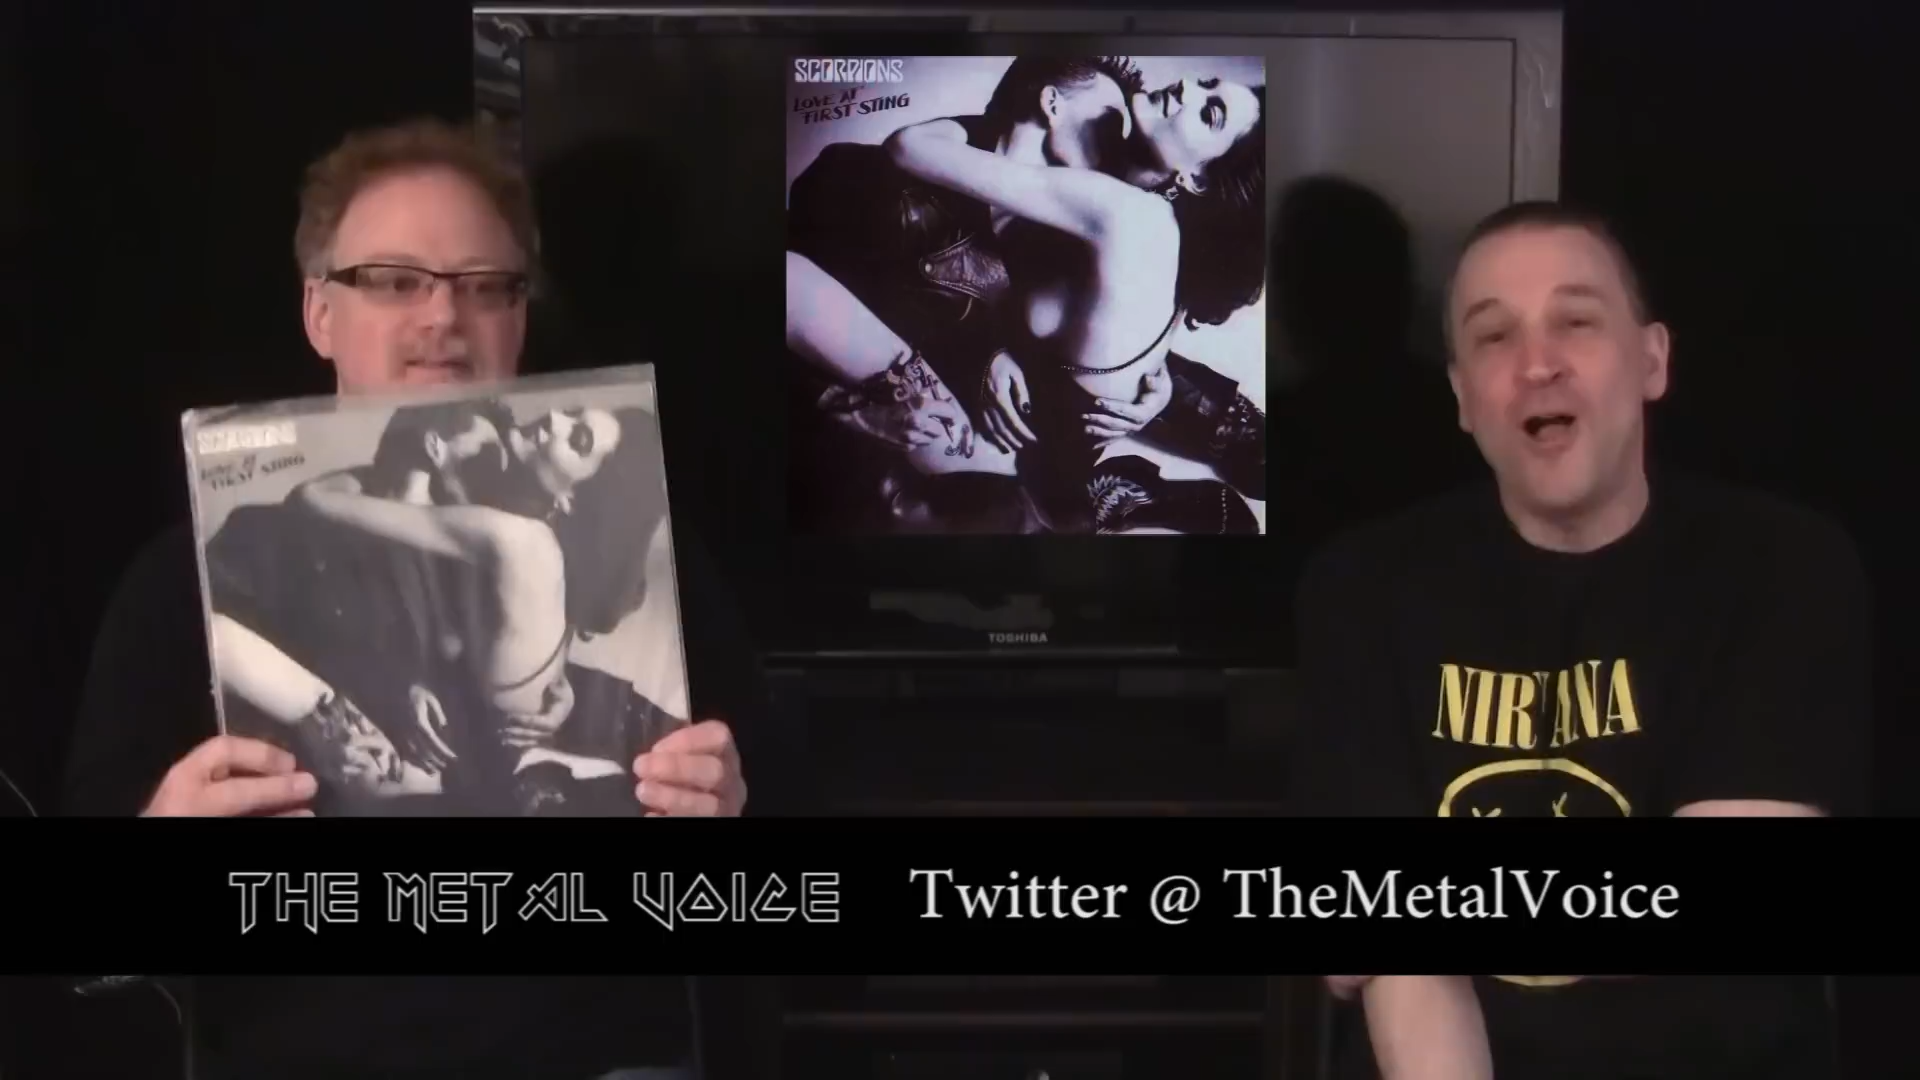 SCORPIONS
LOVE AT
FIRST STING
SCORPIONS
LOVE AT
FIRST STING
TOSHIBA
NIRVANA
THE METAL VOICE
Twitter @ TheMetalVoice